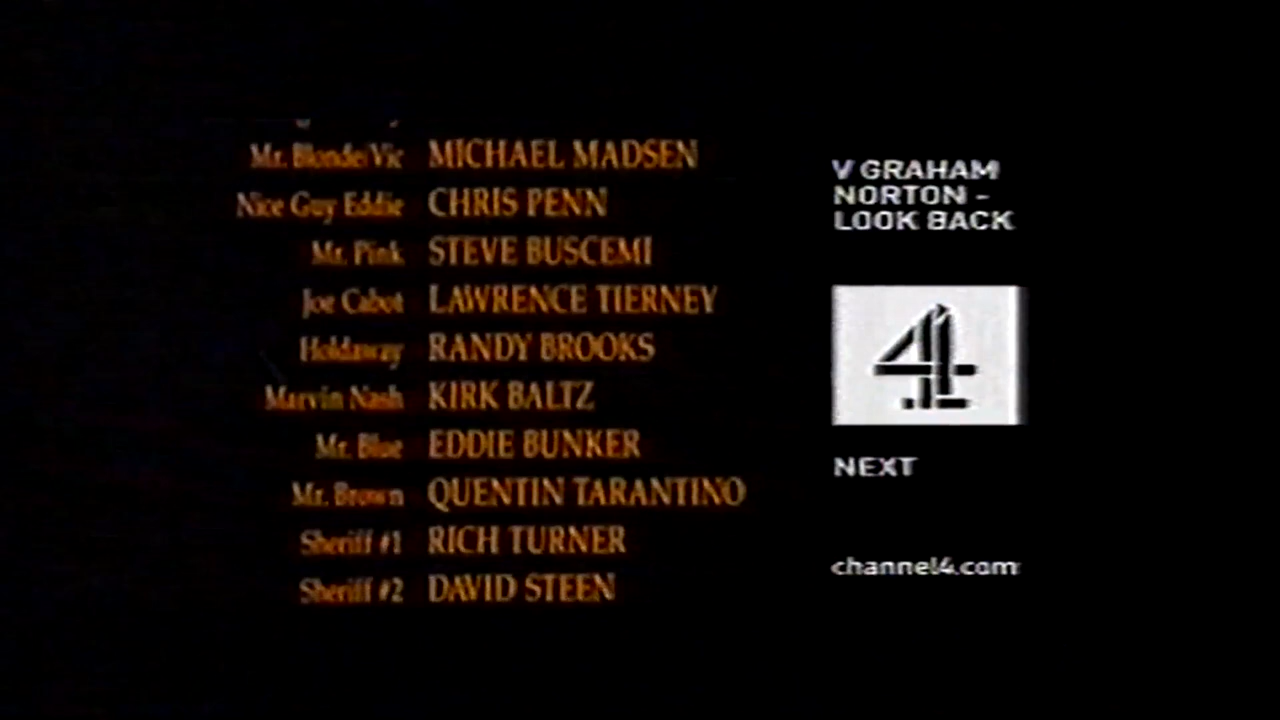 Mr. Blonde/Vic MICHAEL MADSEN
Nice Guy Eddie CHRIS PENN
Mr. Pink STEVE BUSCEMI
Joe Cabot LAWRENCE TIERNEY
Holdaway RANDY BROOKS
Marvin Nash KIRK BALTZ
Mr. Blue EDDIE BUNKER
Mr. Brown QUENTIN TARANTINO
Sheriff #1 RICH TURNER
Sheriff #2 DAVID STEEN
V GRAHAM
NORTON -
LOOK BACK
4
NEXT
channel4.com